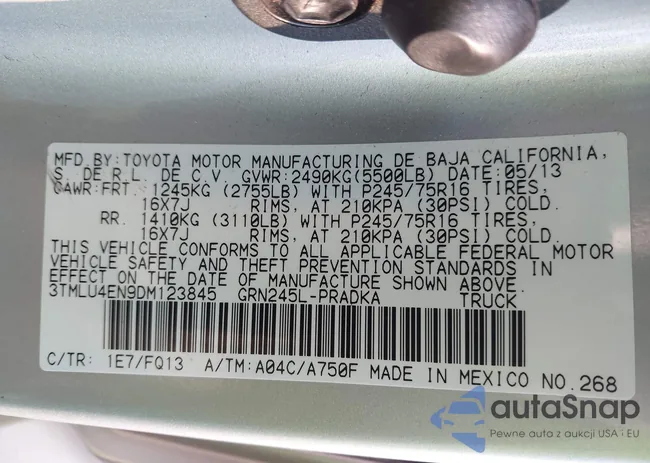 MFD.BY:TOYOTA MOTOR MANUFACTURING DE BAJA CALIFORNIA,
S. DE R.L. DE C.V. GVWR:2490KG(5500LB) DATE:05/13
GAWR:FRT. 1245KG (2755LB) WITH P245/75R16 TIRES,
16X7J RIMS, AT 210KPA (30PSI) COLD.
RR. 1410KG (3110LB) WITH P245/75R16 TIRES,
16X7J RIMS, AT 210KPA (30PSI) COLD.
THIS VEHICLE CONFORMS TO ALL APPLICABLE FEDERAL MOTOR
VEHICLE SAFETY AND THEFT PREVENTION STANDARDS IN
EFFECT ON THE DATE OF MANUFACTURE SHOWN ABOVE.
3TMLU4EN9DM123845 GRN245L-PRADKA TRUCK
C/TR: 1E7/FQ13 A/TM:A04C/A750F MADE IN MEXICO NO.268
autaSnap
Pewne auta z aukcji USA i EU